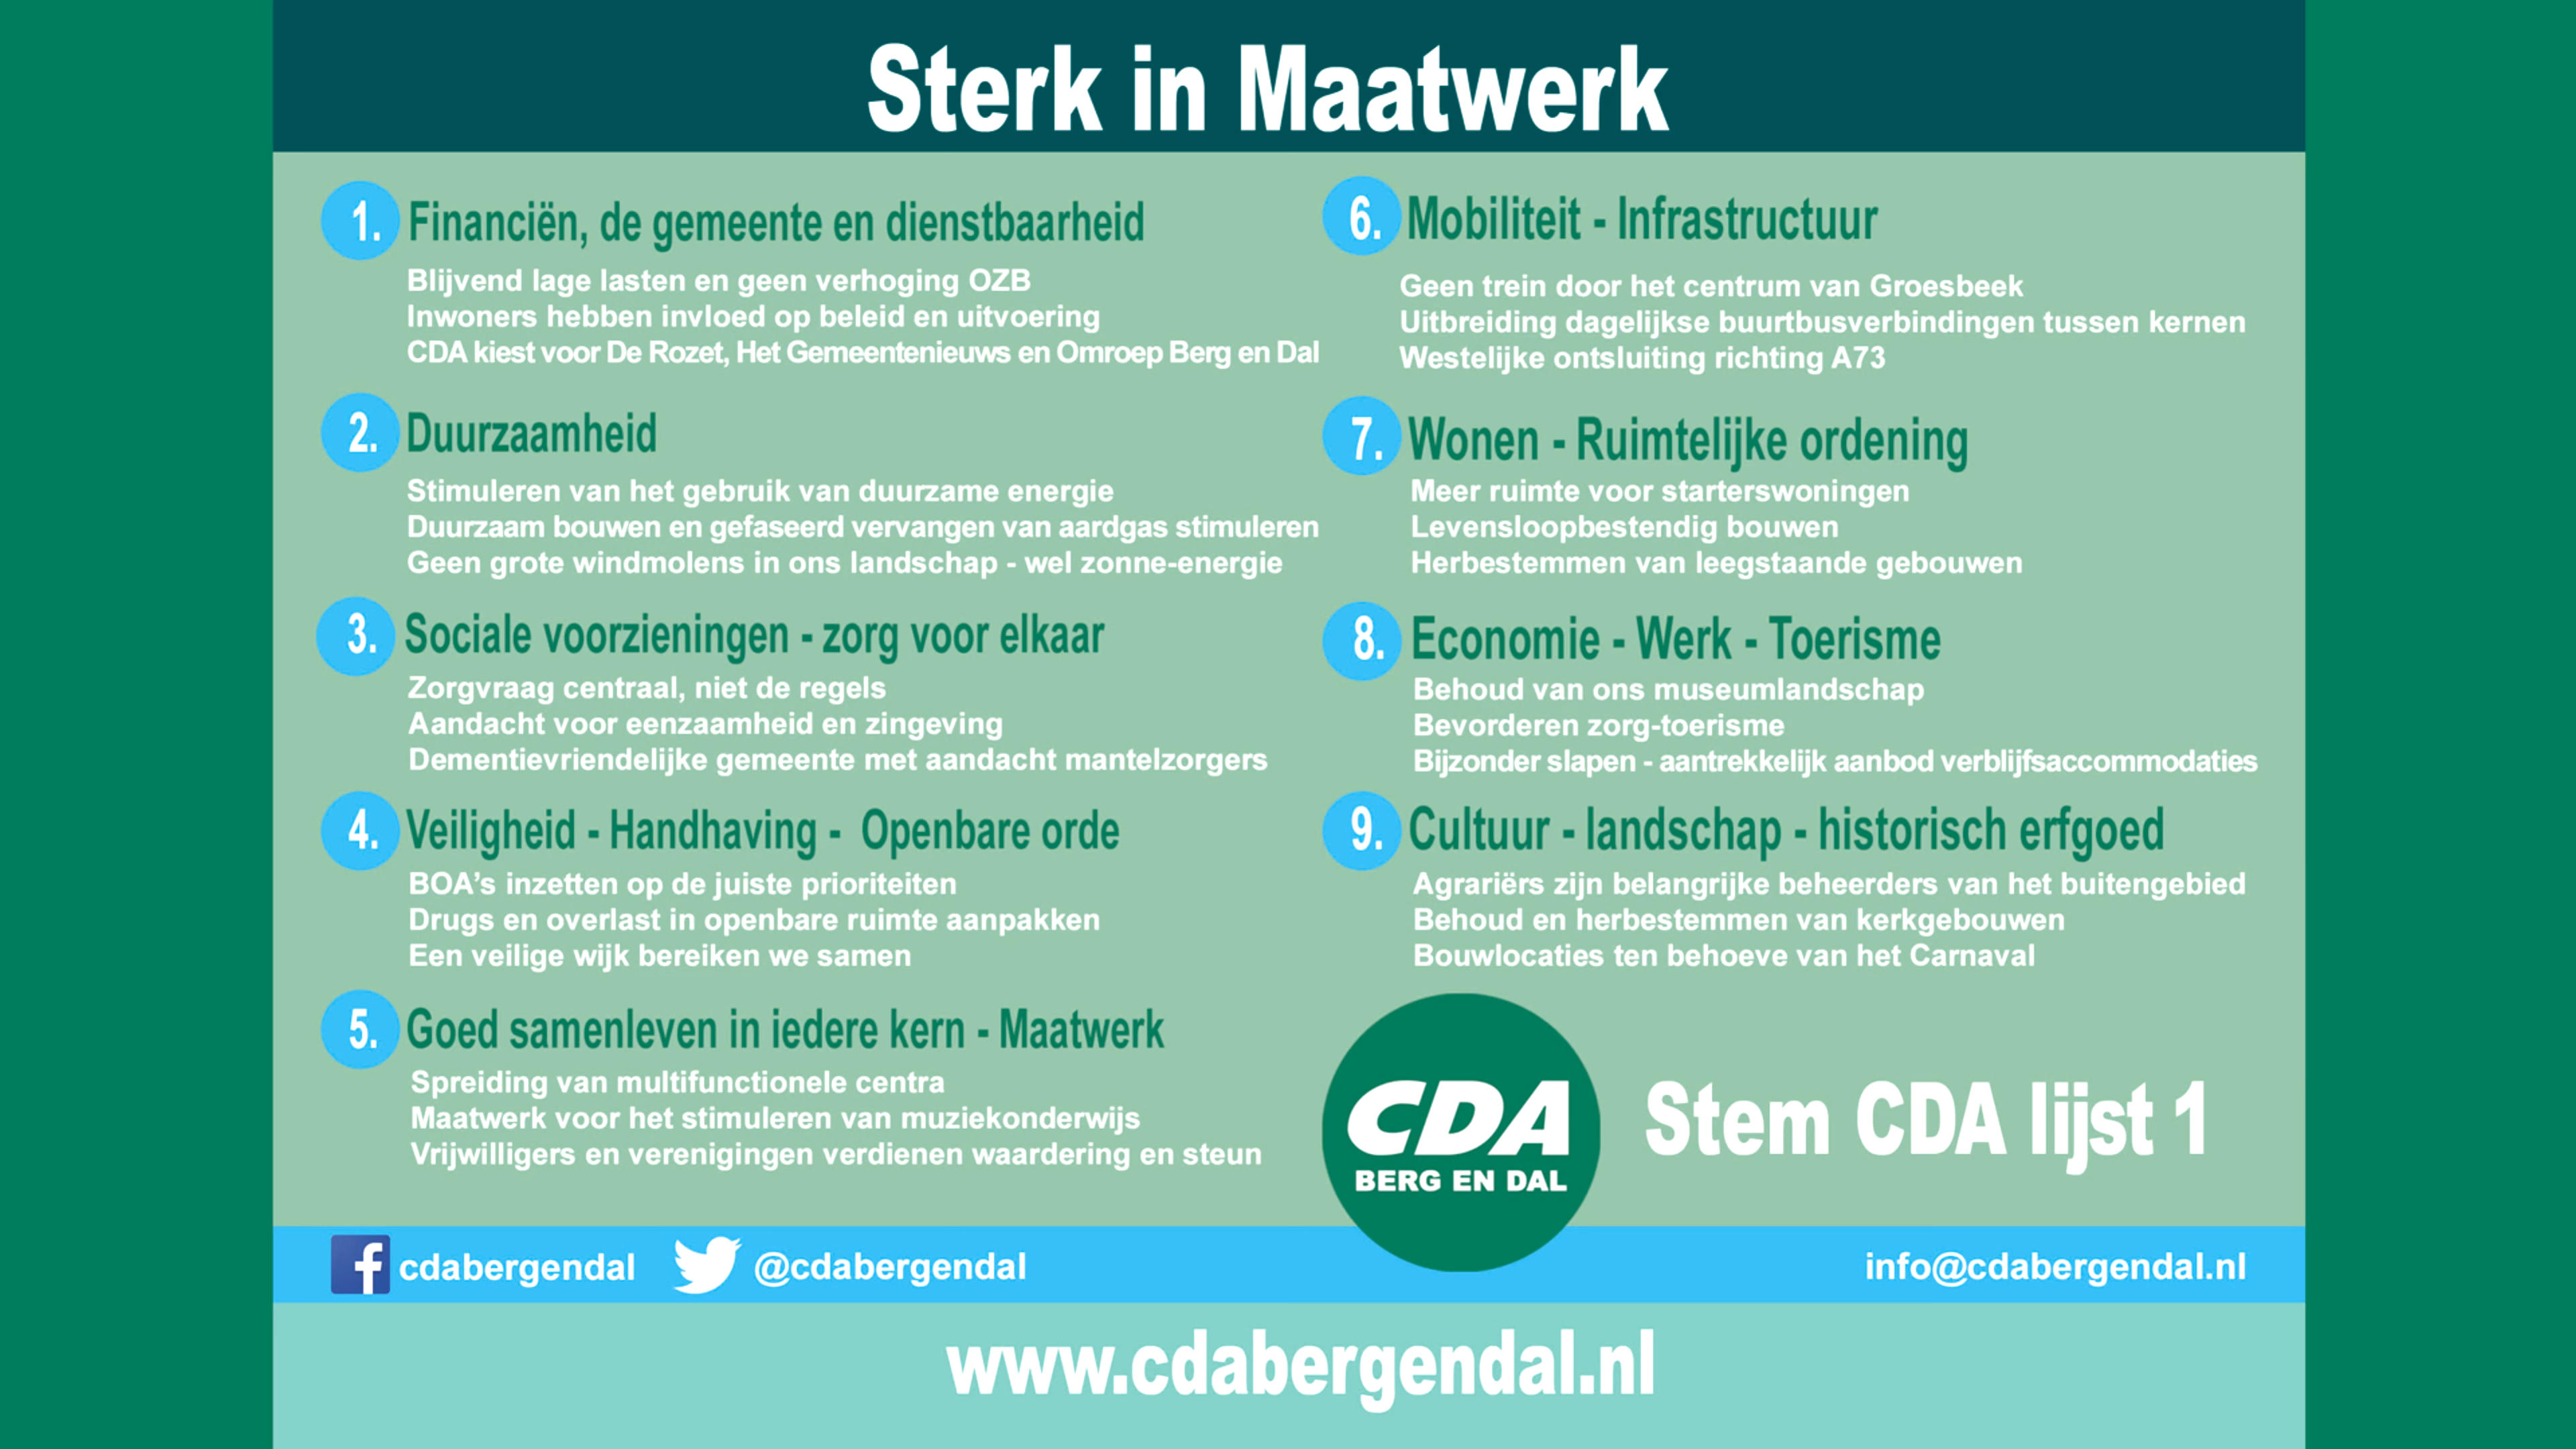 Sterk in Maatwerk
1. Financiën, de gemeente en dienstbaarheid
Blijvend lage lasten en geen verhoging OZB
Inwoners hebben invloed op beleid en uitvoering
CDA kiest voor De Rozet, Het Gemeentenieuws en Omroep Berg en Dal
2. Duurzaamheid
Stimuleren van het gebruik van duurzame energie
Duurzaam bouwen en gefaseerd vervangen van aardgas stimuleren
Geen grote windmolens in ons landschap - wel zonne-energie
3. Sociale voorzieningen - zorg voor elkaar
Zorgvraag centraal, niet de regels
Aandacht voor eenzaamheid en zingeving
Dementievriendelijke gemeente met aandacht mantelzorgers
4. Veiligheid - Handhaving - Openbare orde
BOA's inzetten op de juiste prioriteiten
Drugs en overlast in openbare ruimte aanpakken
Een veilige wijk bereiken we samen
5. Goed samenleven in iedere kern - Maatwerk
Spreiding van multifunctionele centra
Maatwerk voor het stimuleren van muziekonderwijs
Vrijwilligers en verenigingen verdienen waardering en steun
6. Mobiliteit - Infrastructuur
Geen trein door het centrum van Groesbeek
Uitbreiding dagelijkse buurtbusverbindingen tussen kernen
Westelijke ontsluiting richting A73
7. Wonen - Ruimtelijke ordening
Meer ruimte voor starterswoningen
Levensloopbestendig bouwen
Herbestemmen van leegstaande gebouwen
8. Economie - Werk - Toerisme
Behoud van ons museumlandschap
Bevorderen zorg-toerisme
Bijzonder slapen - aantrekkelijk aanbod verblijfsaccommodaties
9. Cultuur - landschap - historisch erfgoed
Agrariërs zijn belangrijke beheerders van het buitengebied
Behoud en herbestemmen van kerkgebouwen
Bouwlocaties ten behoeve van het Carnaval
CDA
BERG EN DAL
Stem CDA lijst 1
f cdabergendal @cdabergendal
info@cdabergendal.nl
www.cdabergendal.nl